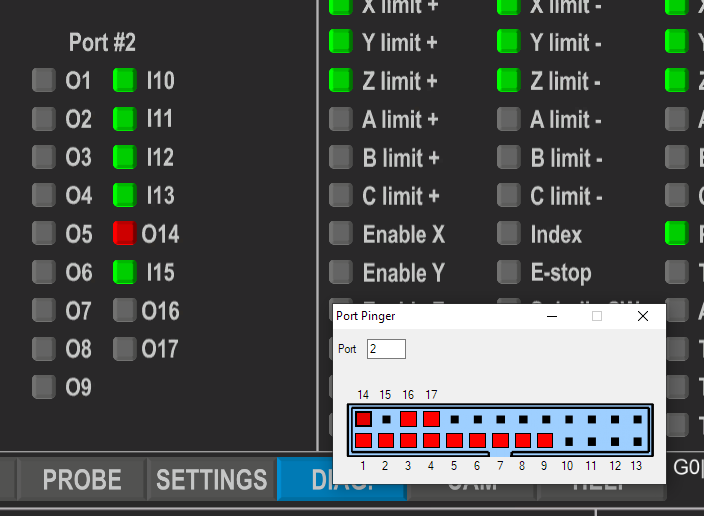 X limit + X limit -
Port #2 Y limit + Y limit -
O1 I10 Z limit + Z limit -
O2 I11 A limit + A limit -
O3 I12 B limit + B limit -
O4 I13 C limit + C limit -
O5 O14 Enable X Index
O6 I15 Enable Y E-stop
O7 O16
O8 O17
O9
Port Pinger
Port 2
14 15 16 17
1 2 3 4 5 6 7 8 9 10 11 12 13
PROBE SETTINGS G0